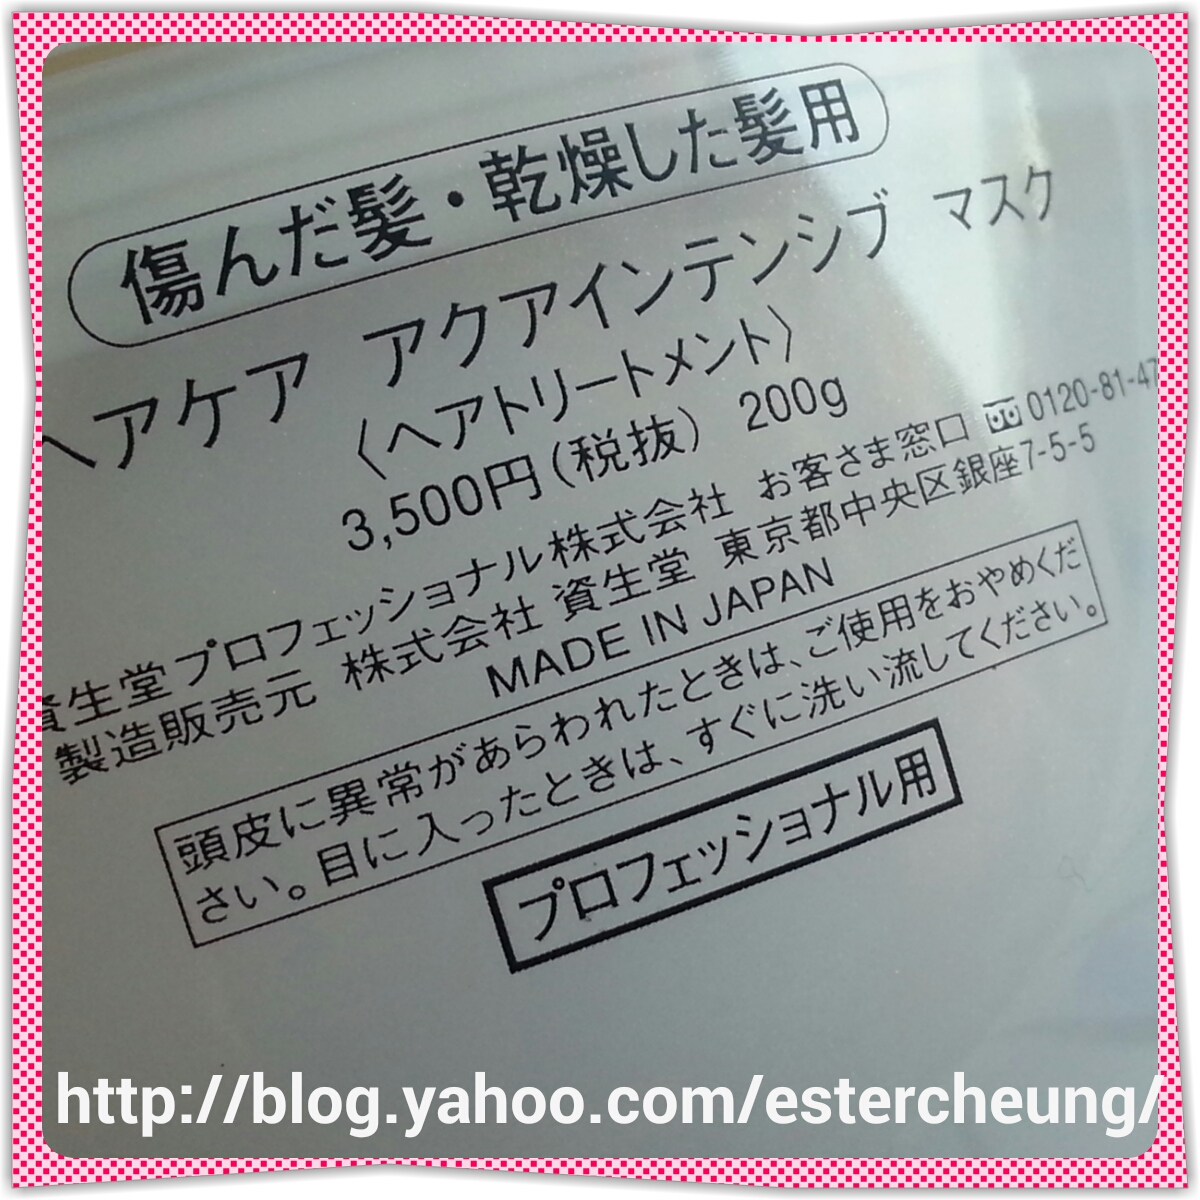 傷んだ髪・乾燥した髪用
ヘアケア アクアインテンシブ マスク
〈ヘアトリートメント〉
3,500円(税抜) 200g
資生堂プロフェッショナル株式会社 お客さま窓口 0120-81-47
製造販売元 株式会社 資生堂 東京都中央区銀座7-5-5
MADE IN JAPAN
頭皮に異常があらわれたときは、ご使用をおやめくだ
さい。目に入ったときは、すぐに洗い流してください。
プロフェッショナル用
http://blog.yahoo.com/estercheung/